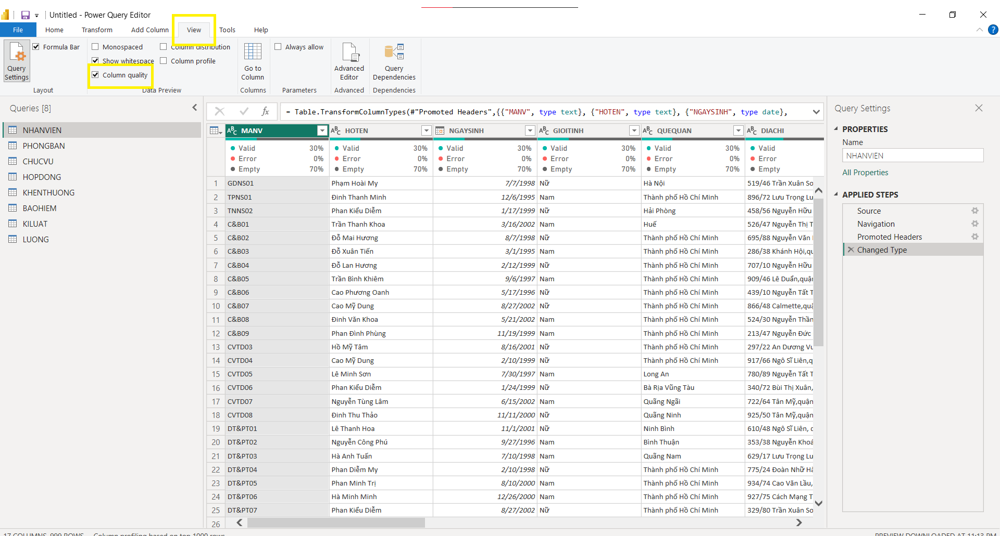 Untitled - Power Query Editor
File Home Transform Add Column View Tools Help
Query Settings
Formula Bar
Layout
Monospaced
Show whitespace
Column quality
Column distribution
Column profile
Data Preview
Go to Column
Columns
Always allow
Parameters
Advanced Editor
Advanced
Query Dependencies
Dependencies
Queries [8]
NHANVIEN
PHONGBAN
CHUCVU
HOPDONG
KHENTHUONG
BAOHIEM
KILUAT
LUONG
fx = Table.TransformColumnTypes(#"Promoted Headers",{{"MANV", type text}, {"HOTEN", type text}, {"NGAYSINH", type date},
MANV HOTEN NGAYSINH GIOITINH QUEQUAN DIACHI
Valid 30% Valid 30% Valid 30% Valid 30% Valid 30% Valid
Error 0% Error 0% Error 0% Error 0% Error 0% Error
Empty 70% Empty 70% Empty 70% Empty 70% Empty 70% Empty
1 GDNS01 Phạm Hoài My 7/7/1998 Nữ Hà Nội 519/46 Trần Xuân So
2 TPNS01 Đinh Thanh Minh 12/6/1995 Nam Thành phố Hồ Chí Minh 896/72 Lưu Trọng Lu
3 TNNS02 Phan Kiểu Diễm 1/17/1999 Nữ Hải Phòng 458/56 Nguyễn Hữu
4 C&B01 Trần Thanh Khoa 3/16/2002 Nam Huế 526/47 Nguyễn Thị T
5 C&B02 Đỗ Mai Hương 8/7/1998 Nữ Thành phố Hồ Chí Minh 695/88 Nguyễn Văn
6 C&B03 Đỗ Xuân Tiến 3/1/1995 Nam Thành phố Hồ Chí Minh 286/38 Khánh Hội,qu
7 C&B04 Đỗ Lan Hương 2/12/1999 Nữ Thành phố Hồ Chí Minh 707/10 Nguyễn Hữu
8 C&B05 Trần Bình Khiêm 9/6/1997 Nam Thành phố Hồ Chí Minh 909/46 Lê Duẩn,quận
9 C&B06 Cao Phương Oanh 5/17/1996 Nữ Thành phố Hồ Chí Minh 439/10 Nguyễn Tất T
10 C&B07 Cao Mỹ Dung 8/27/2002 Nữ Thành phố Hồ Chí Minh 866/48 Calmette,quậ
11 C&B08 Đinh Văn Khoa 5/21/2002 Nam Thành phố Hồ Chí Minh 524/30 Nguyễn Thần
12 C&B09 Phan Đình Phùng 11/19/1999 Nam Thành phố Hồ Chí Minh 213/47 Nguyễn Đức
13 CVTD03 Hồ Mỹ Tâm 8/16/2001 Nữ Thành phố Hồ Chí Minh 297/22 An Dương Vu
14 CVTD04 Cao Mỹ Dung 2/10/1999 Nữ Thành phố Hồ Chí Minh 917/66 Ngô Sĩ Liên,q
15 CVTD05 Lê Minh Sơn 7/30/1997 Nam Long An 780/89 Nguyễn Tất T
16 CVTD06 Phan Kiểu Diễm 1/24/1999 Nữ Bà Rịa Vũng Tàu 340/72 Bùi Thị Xuân,
17 CVTD07 Nguyễn Tùng Lâm 6/15/2002 Nam Quãng Ngãi 722/64 Tân Mỹ,quận
18 CVTD08 Đinh Thu Thảo 11/11/2000 Nữ Quãng Ninh 925/50 Tân Mỹ,quận
19 DT&PT01 Lê Thanh Hoa 11/1/2001 Nữ Ninh Bình 610/48 Ngô Sĩ Liên, q
20 DT&PT02 Nguyễn Công Phú 9/27/1996 Nam Bình Thuận 353/38 Nguyễn Khoá
21 DT&PT03 Hà Anh Tuấn 7/10/1998 Nam Quãng Nam 629/17 Lưu Trọng Lu
22 DT&PT04 Phan Diễm My 2/10/1998 Nữ Thành phố Hồ Chí Minh 775/24 Đoàn Nhữ Hà
23 DT&PT05 Phan Minh Trị 8/10/2000 Nam Thành phố Hồ Chí Minh 934/74 Cao Văn Lầu,
24 DT&PT06 Hà Minh Minh 12/26/2000 Nam Thành phố Hồ Chí Minh 927/75 Cách Mạng T
25 DT&PT07 Phan Kiểu Diễm 8/27/2002 Nữ Thành phố Hồ Chí Minh 329/80 Trần Xuân So
26
Query Settings
PROPERTIES
Name
NHANVIEN
All Properties
APPLIED STEPS
Source
Navigation
Promoted Headers
Changed Type
17 COLUMNS, 999 ROWS Column profiling based on top 1000 rows
PREVIEW DOWNLOADED AT 11:13 PM